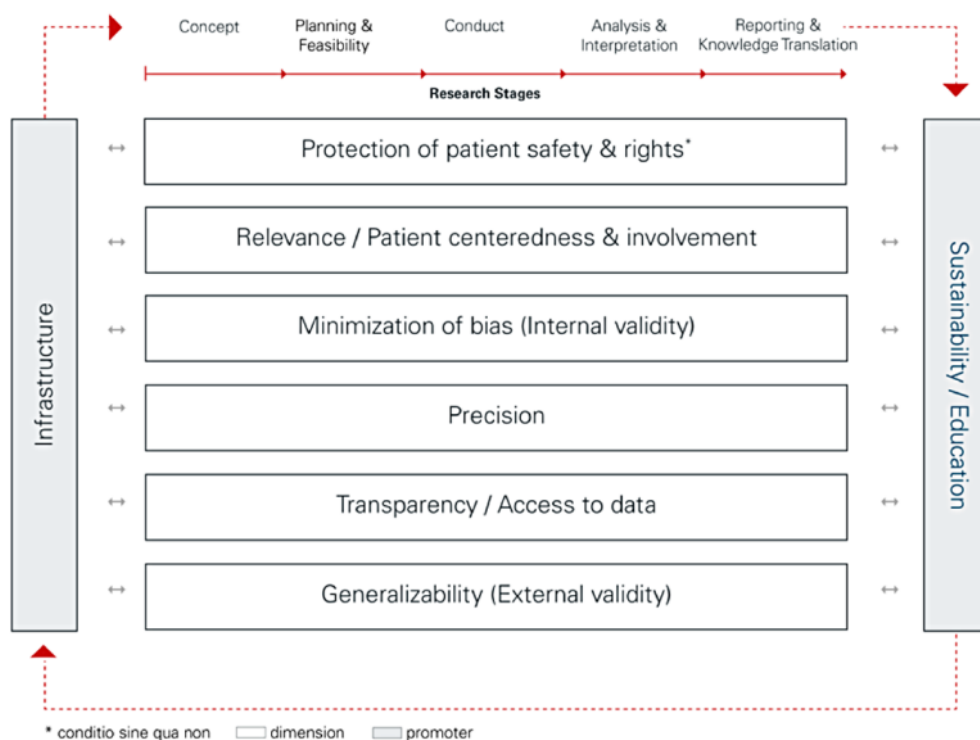 Concept
Planning &
Feasibility
Conduct
Analysis &
Interpretation
Reporting &
Knowledge Translation
Research Stages
Infrastructure
Protection of patient safety & rights*
Relevance / Patient centeredness & involvement
Minimization of bias (Internal validity)
Precision
Transparency / Access to data
Generalizability (External validity)
Sustainability / Education
* conditio sine qua non
dimension
promoter